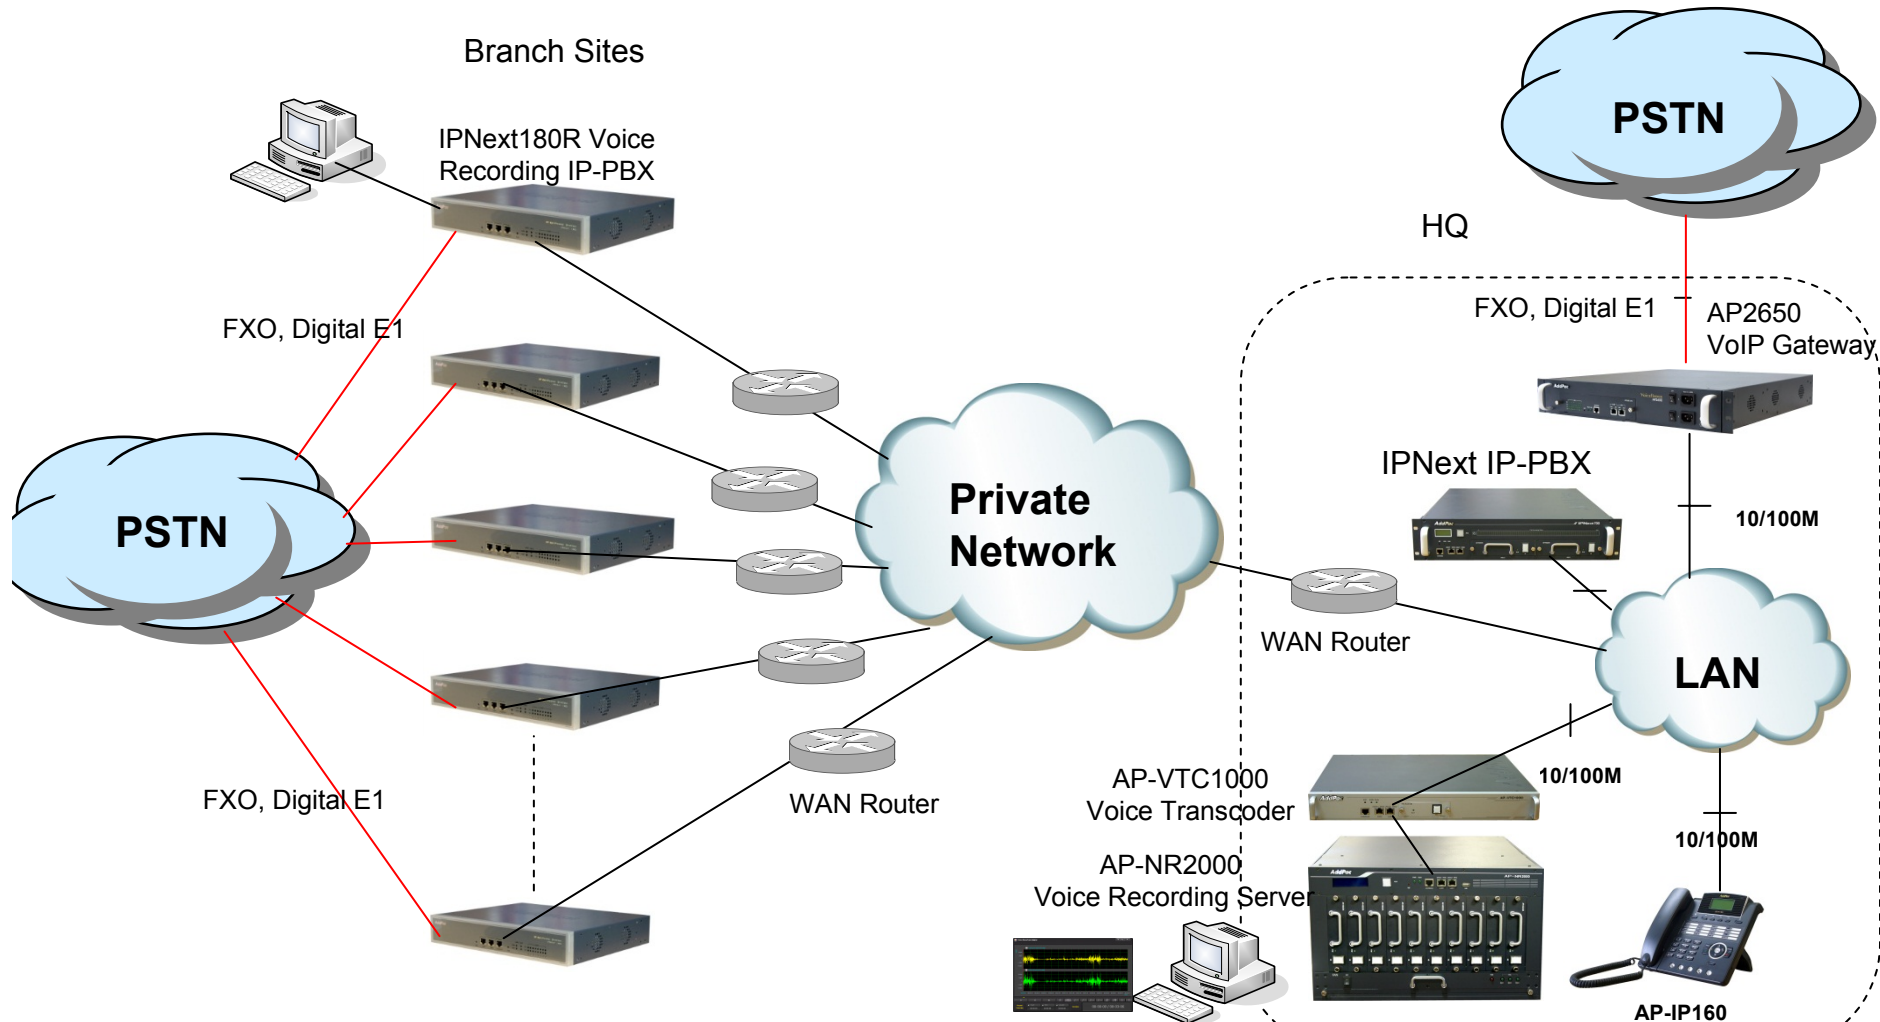 Branch Sites
IPNext180R Voice
Recording IP-PBX
PSTN
HQ
FXO, Digital E1
FXO, Digital E1
AP2650
VoIP Gateway
IPNext IP-PBX
10/100M
PSTN
Private
Network
WAN Router
LAN
FXO, Digital E1
WAN Router
AP-VTC1000
Voice Transcoder
10/100M
10/100M
AP-NR2000
Voice Recording Server
AP-IP160